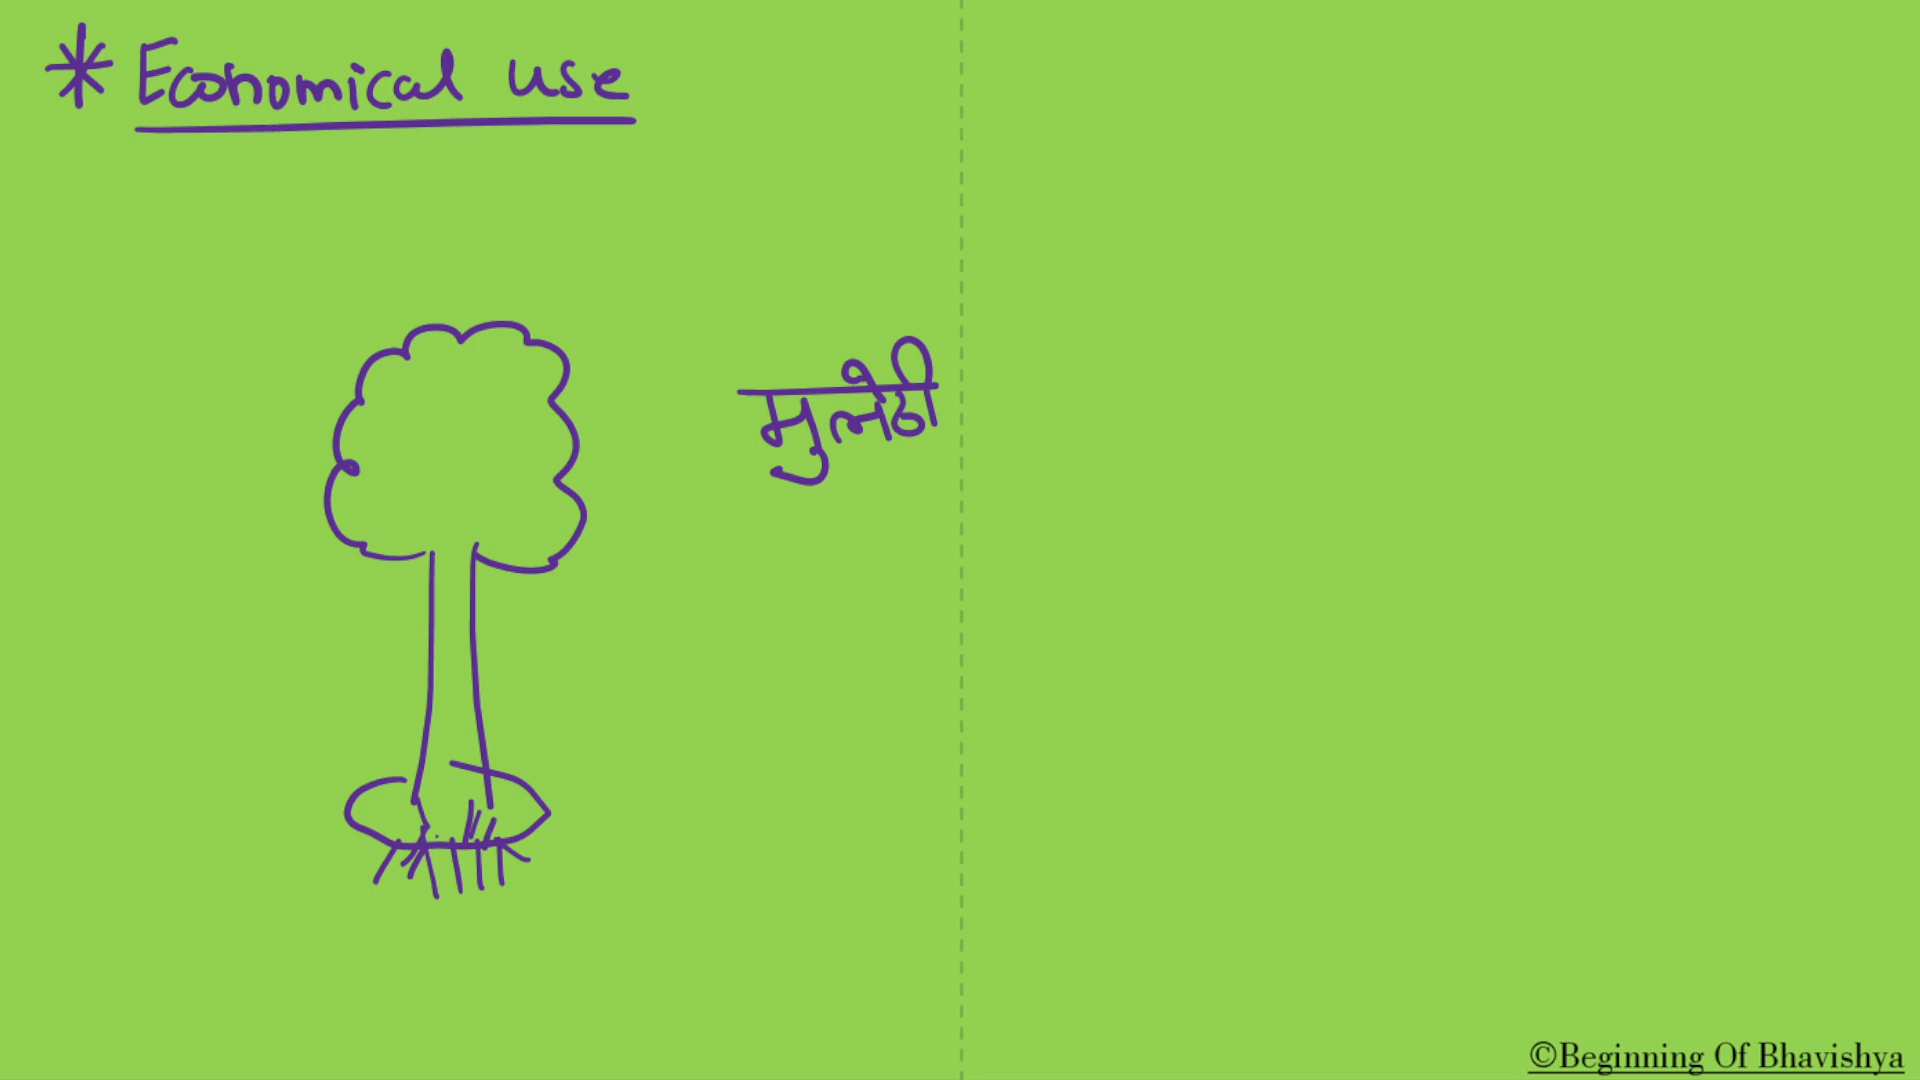 * Economical use
मुलेठी
©Beginning Of Bhavishya